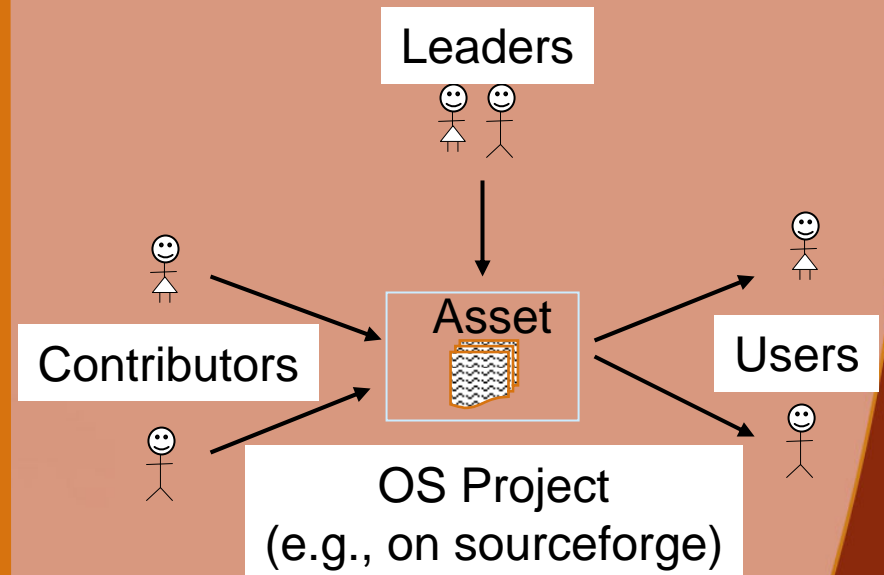 Leaders
Asset
Contributors
Users
OS Project
(e.g., on sourceforge)